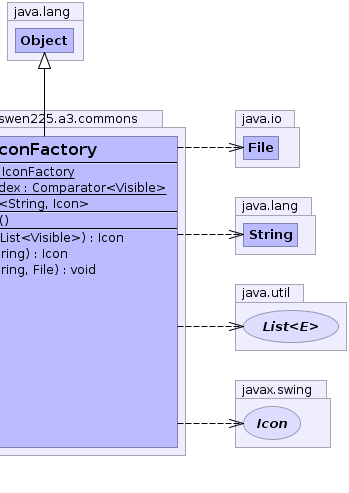 java.lang
Object
swen225.a3.commons
conFactory
IconFactory
dex : Comparator<Visible>
<String, Icon>
()
List<Visible>) : Icon
ring) : Icon
ring, File) : void
java.io
File
java.lang
String
java.util
List<E>
javax.swing
Icon